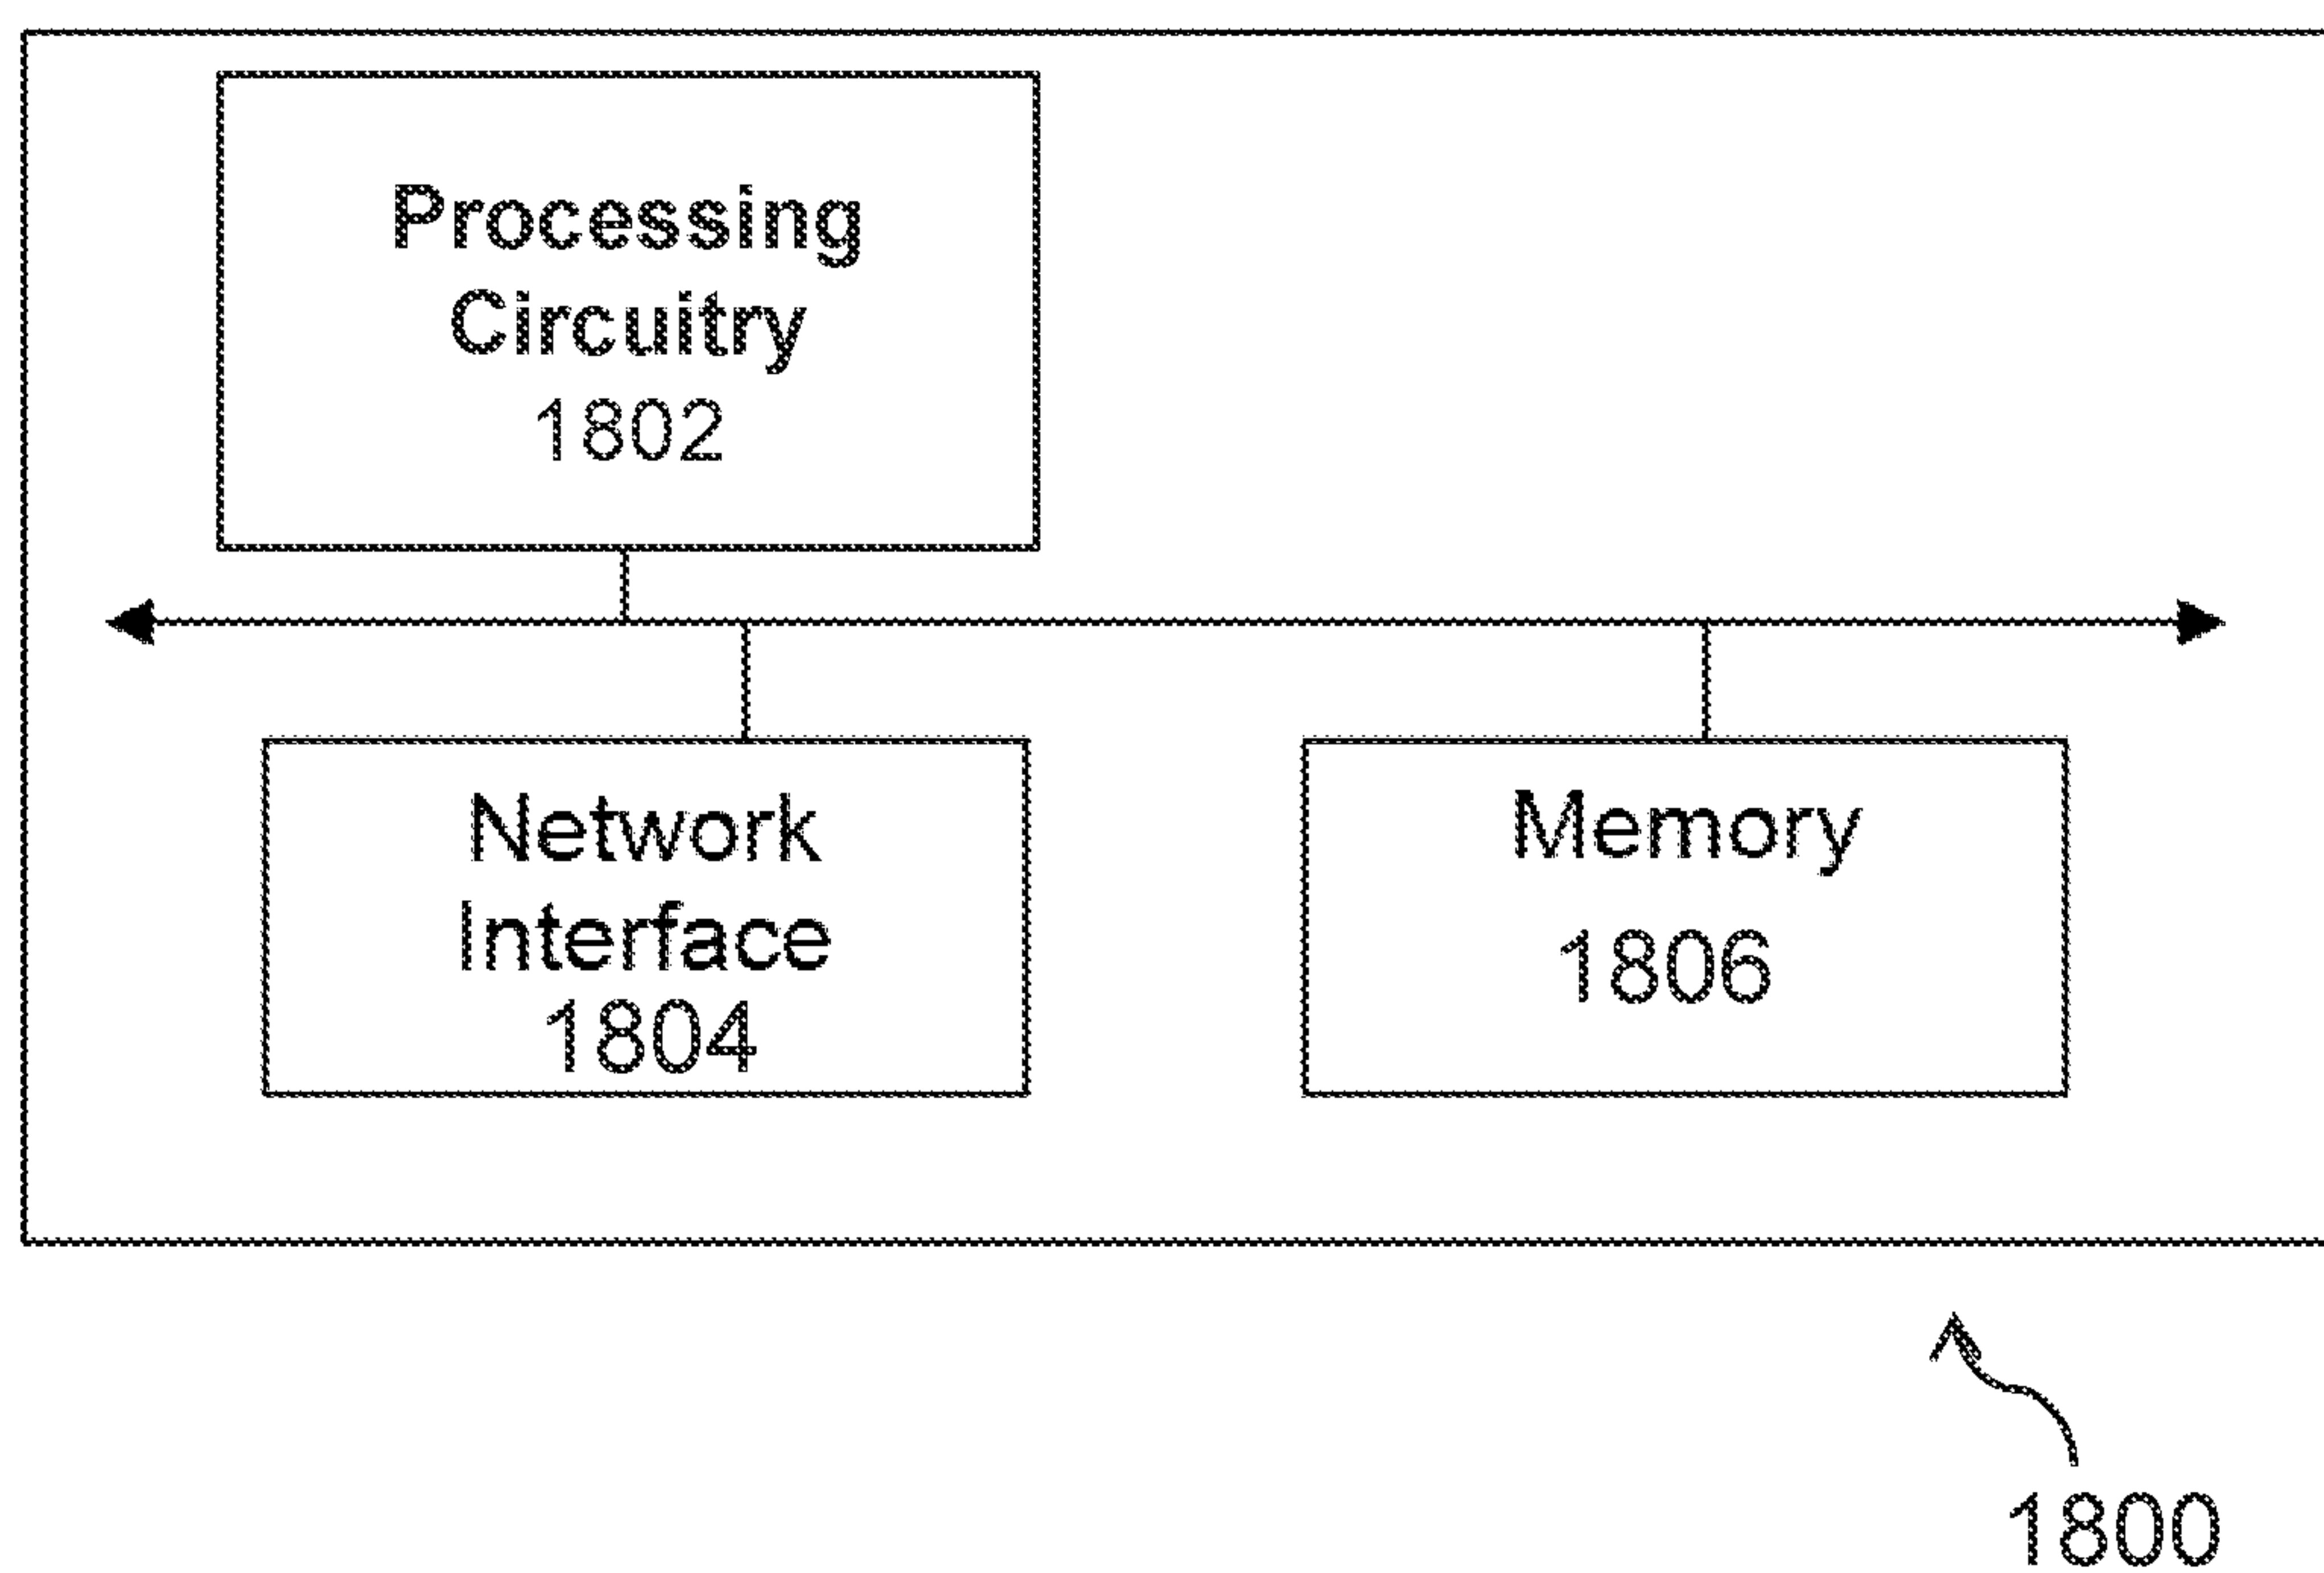 Processing
Circuitry
1802
Network
Interface
1804
Memory
1806
1800